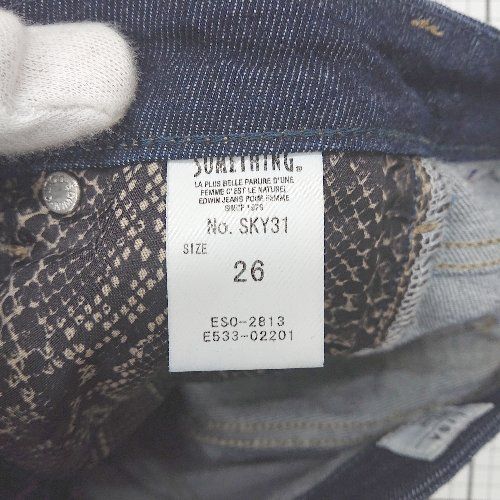 SOMETHING®
LA PLUS BELLE PARURE D'UNE
FEMME C'EST LE NATUREL
EDWIN JEANS POUR FEMME
SINCE 1976
No. SKY31
SIZE
26
ESO-2813
E533-02201